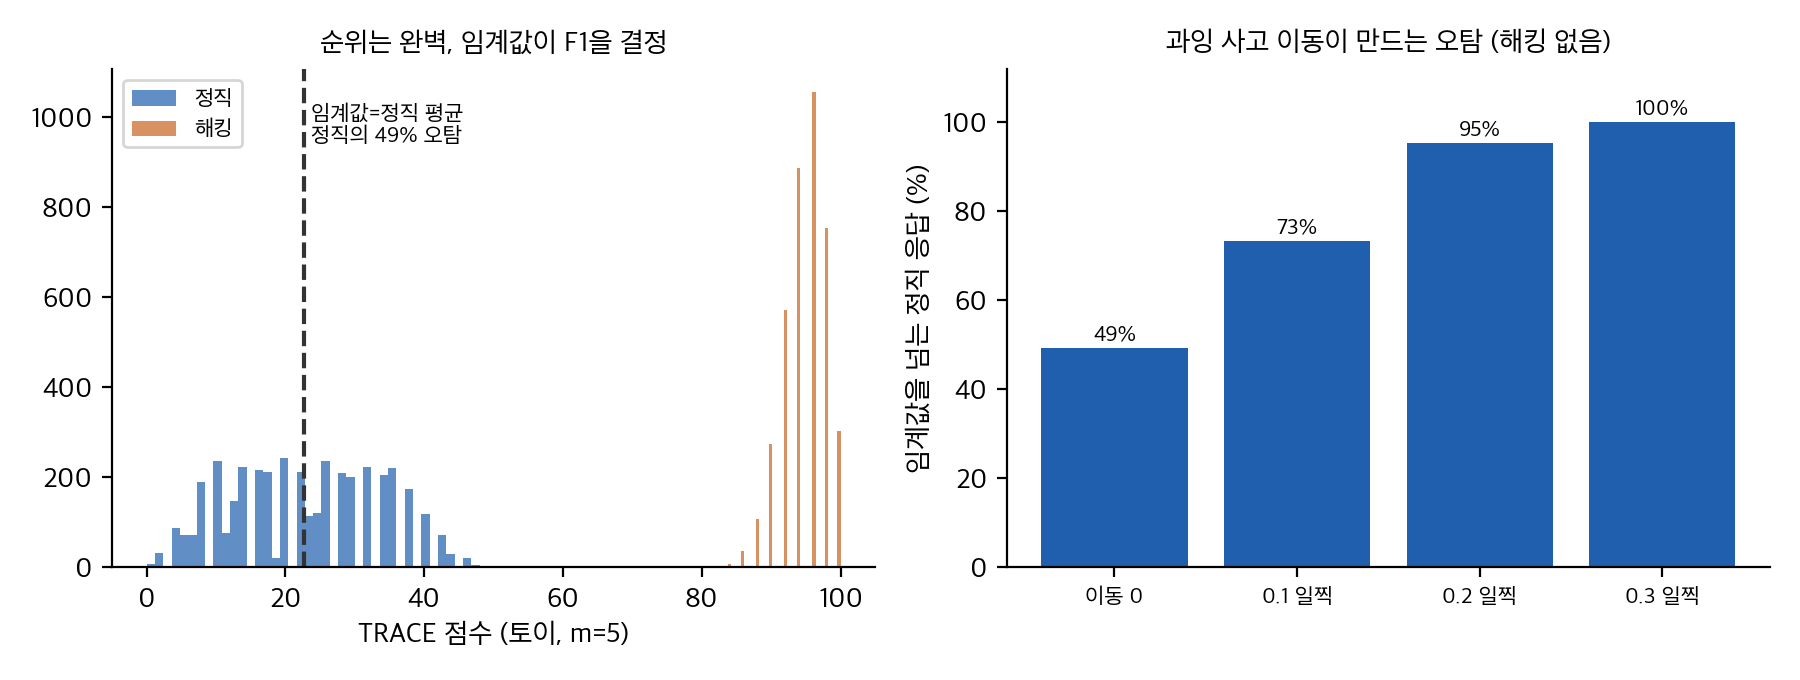 순위는 완벽, 임계값이 F1을 결정
정직
해킹
임계값=정직 평균
정직의 49% 오탐
1000
800
600
400
200
0
0 20 40 60 80 100
TRACE 점수 (토이, m=5)
과잉 사고 이동이 만드는 오탐 (해킹 없음)
임계값을 넘는 정직 응답 (%)
100
80
60
40
20
0
49%
73%
95%
100%
이동 0
0.1 일찍
0.2 일찍
0.3 일찍